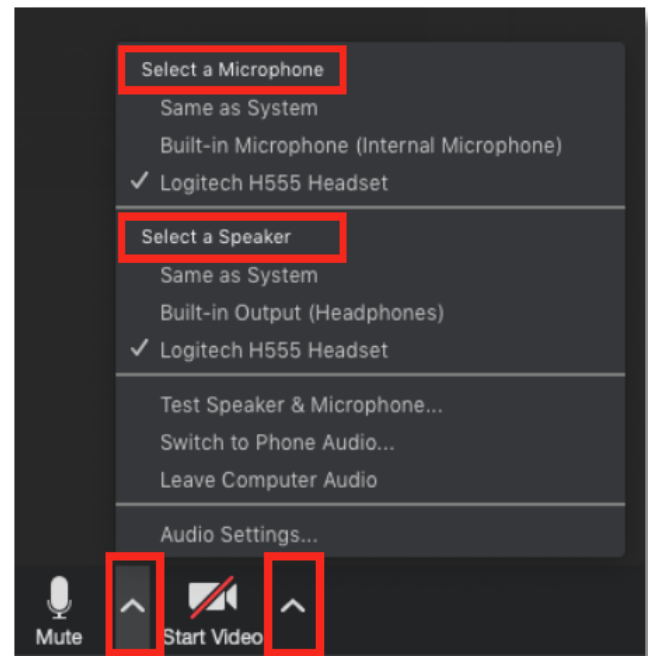 Select a Microphone
Same as System
Built-in Microphone (Internal Microphone)
✓ Logitech H555 Headset
Select a Speaker
Same as System
Built-in Output (Headphones)
✓ Logitech H555 Headset
Test Speaker & Microphone...
Switch to Phone Audio...
Leave Computer Audio
Audio Settings...
Mute
Start Video